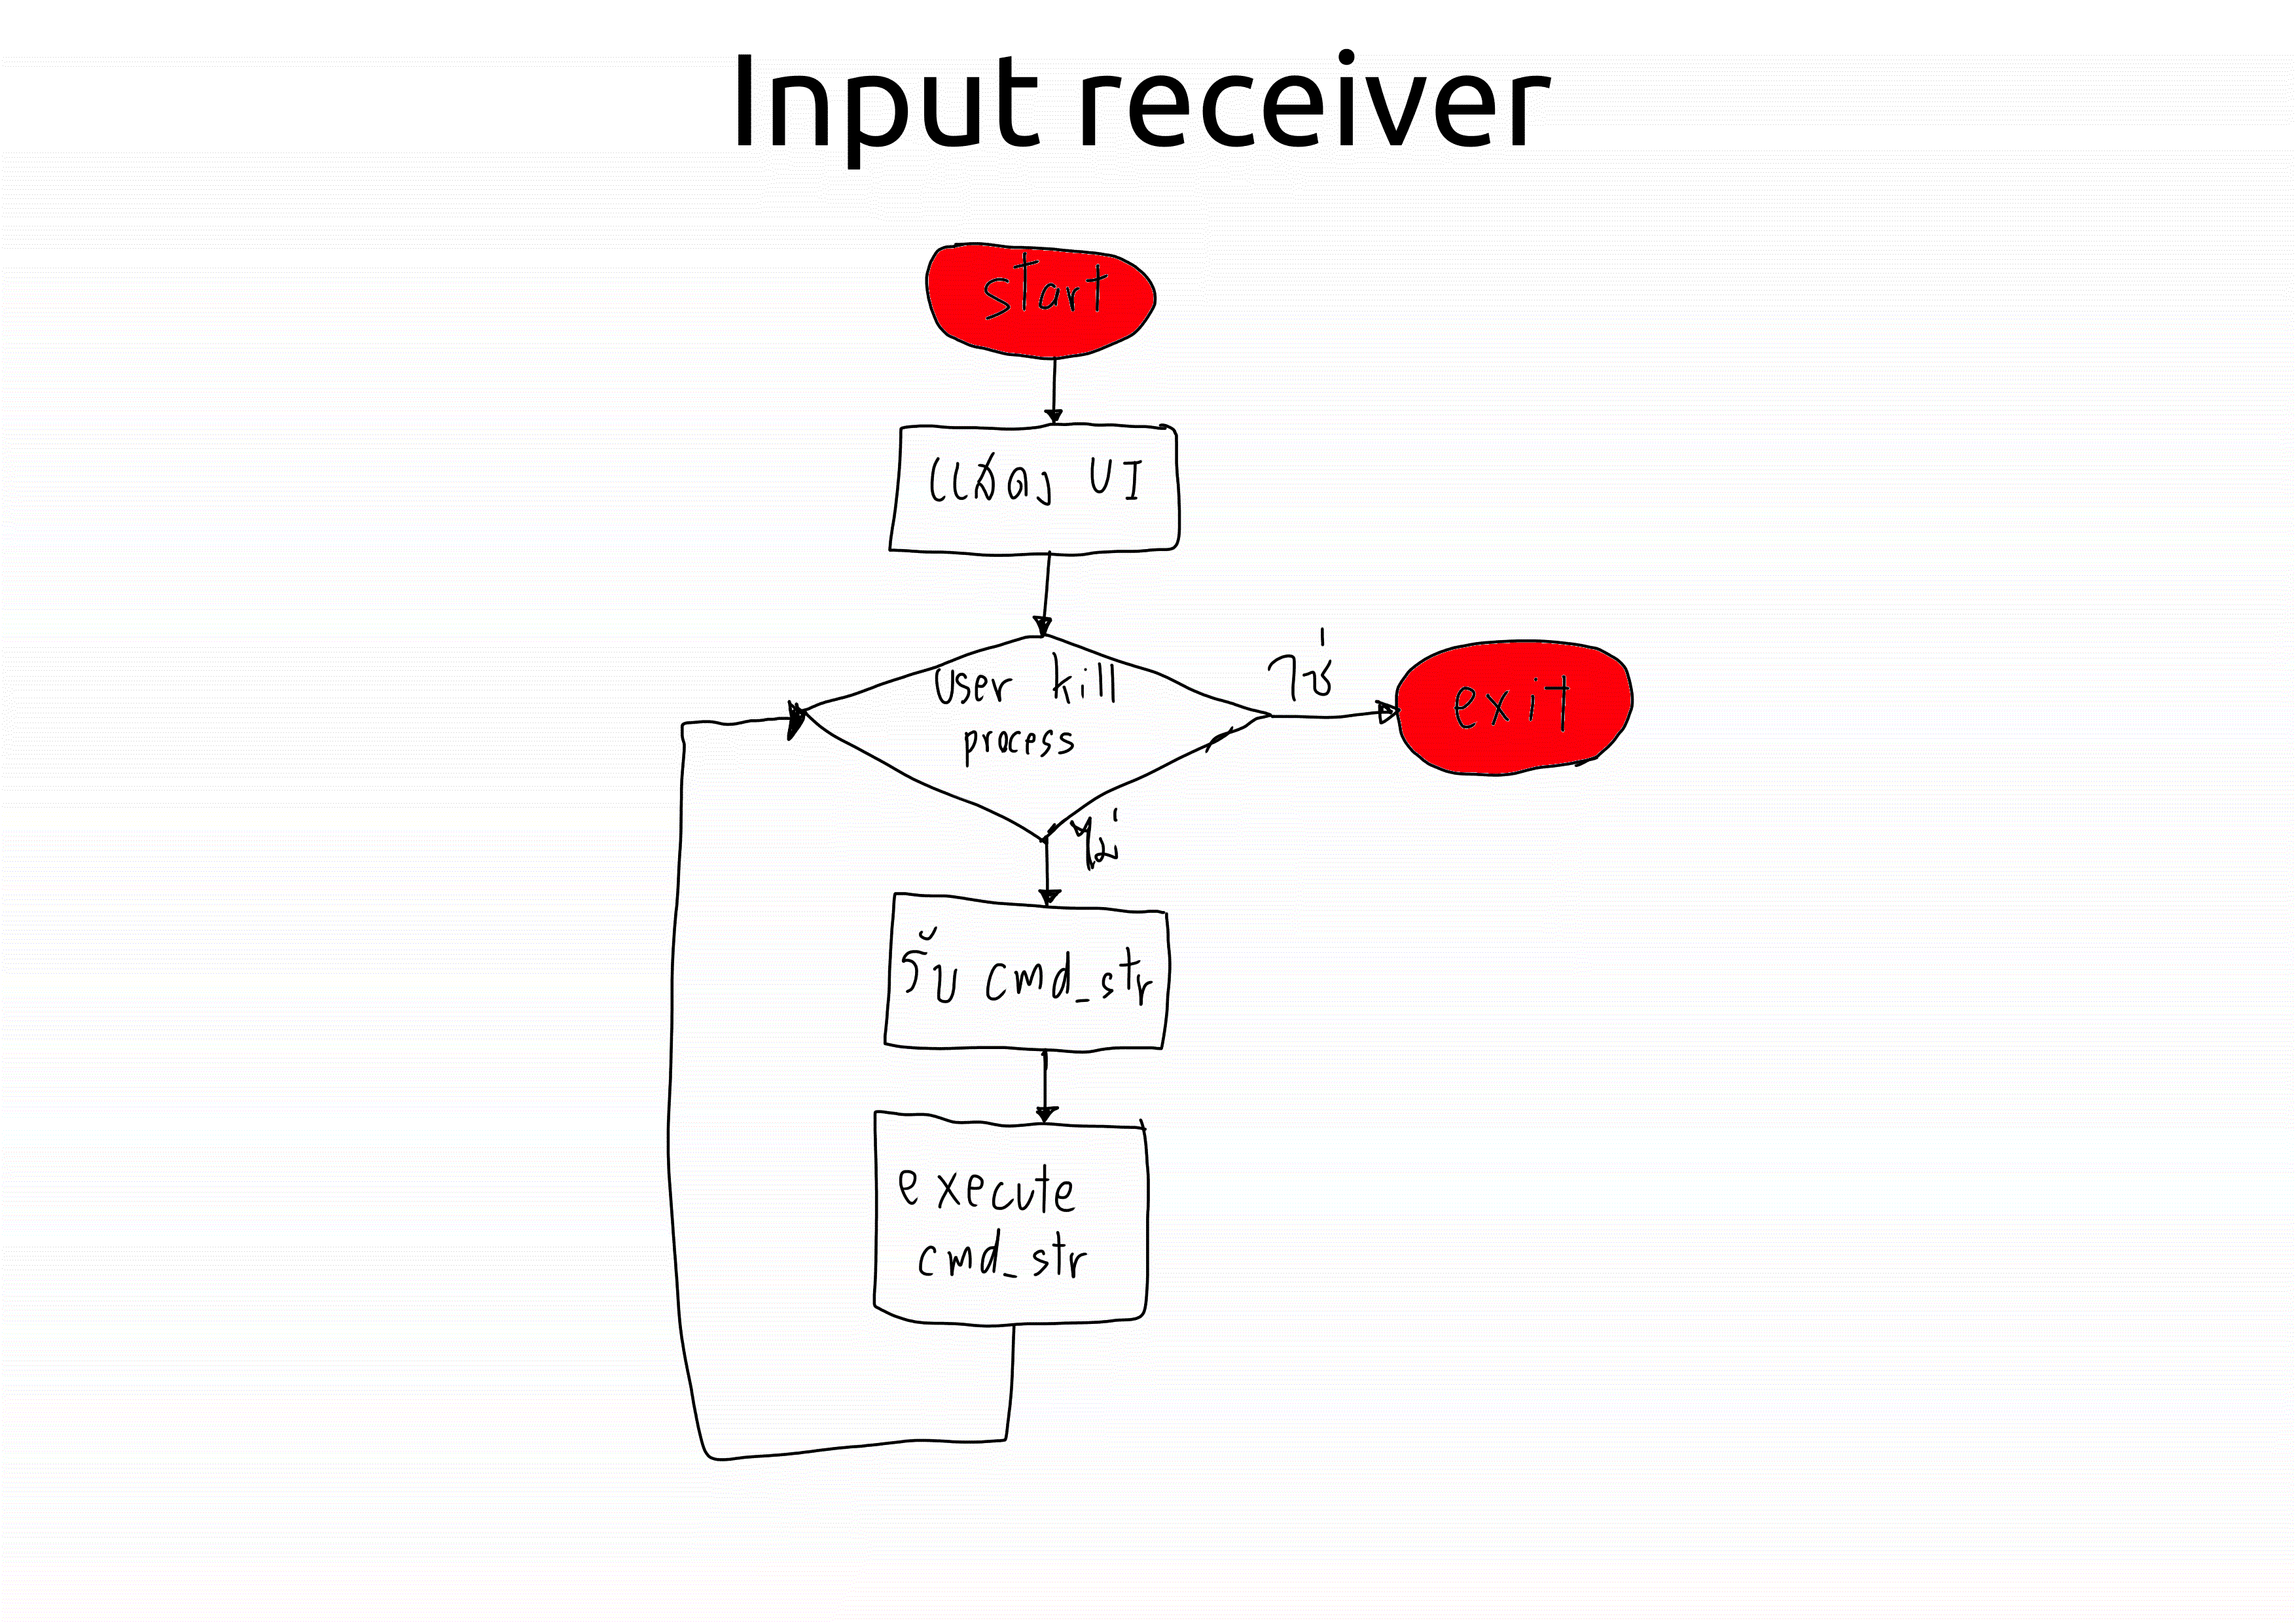 Input receiver
start
แสดง UI
user kill
process
ใช่
exit
ไม่
รับ cmd_str
execute
cmd_str